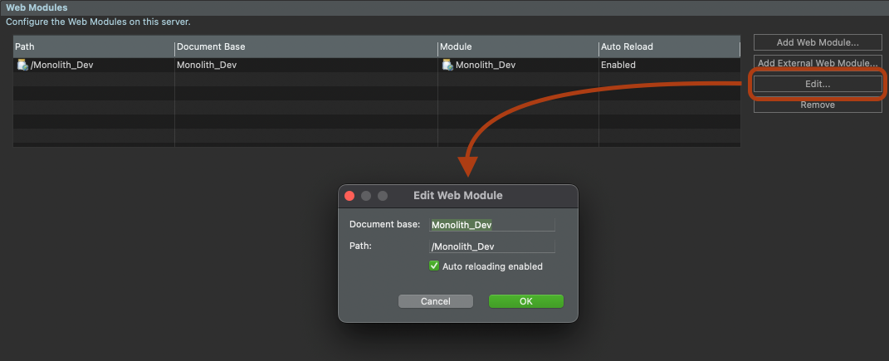 Web Modules
Configure the Web Modules on this server.
Path Document Base Module Auto Reload
/Monolith_Dev Monolith_Dev Monolith_Dev Enabled
Add Web Module...
Add External Web Module...
Edit...
Remove
Edit Web Module
Document base: Monolith_Dev
Path: /Monolith_Dev
Auto reloading enabled
Cancel OK